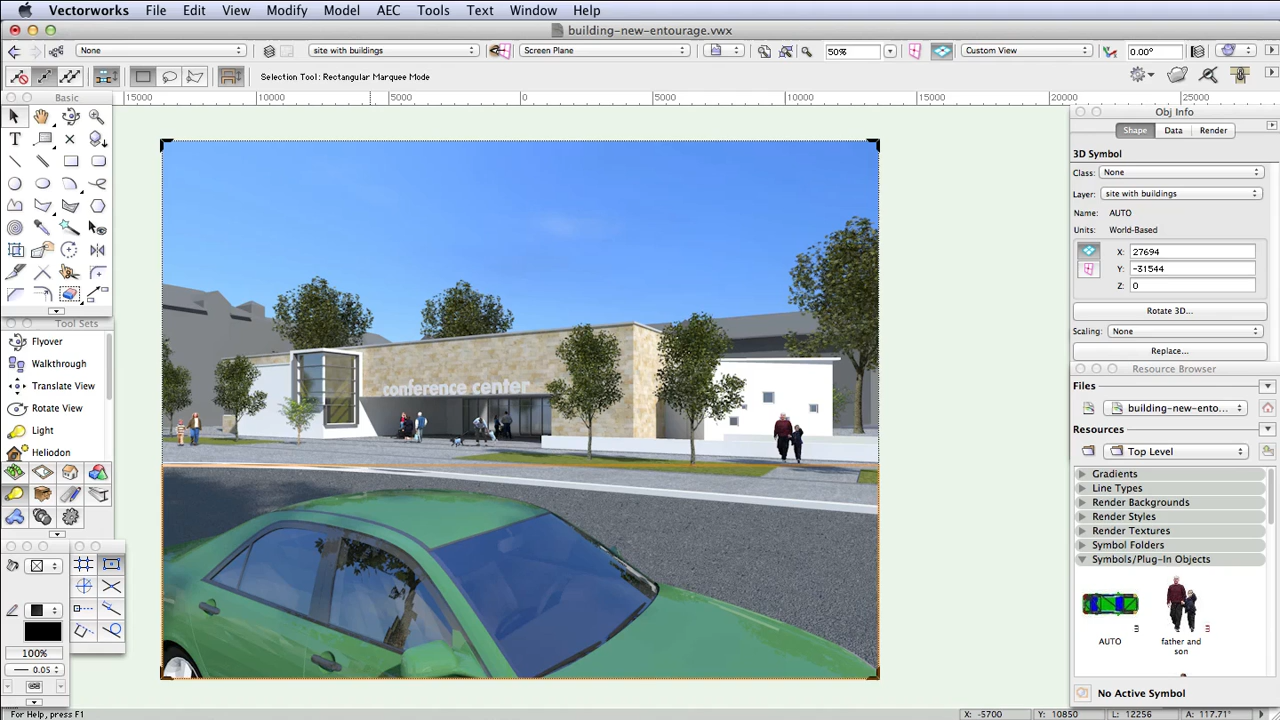 Vectorworks File Edit View Modify Model AEC Tools Text Window Help
building-new-entourage.vwx
None site with buildings Screen Plane 50% Custom View 0.00°
Selection Tool: Rectangular Marquee Mode
Basic
15000 10000 5000 0 5000 10000 15000 20000 25000
Obj Info
Shape Data Render
3D Symbol
Class: None
Layer: site with buildings
Name: AUTO
Units: World-Based
X: 27694
Y: -31544
Z: 0
Rotate 3D...
Scaling: None
Replace...
Tool Sets
Flyover
Walkthrough
Translate View
Rotate View
Light
Heliodon
conference center
Resource Browser
Files
building-new-ento...
Resources
Top Level
Gradients
Line Types
Render Backgrounds
Render Styles
Render Textures
Symbol Folders
Symbols/Plug-In Objects
AUTO
father and
son
100%
0.05
No Active Symbol
For Help, press F1
X: -5700 Y: 10850 L: 12256 A: 117.71°